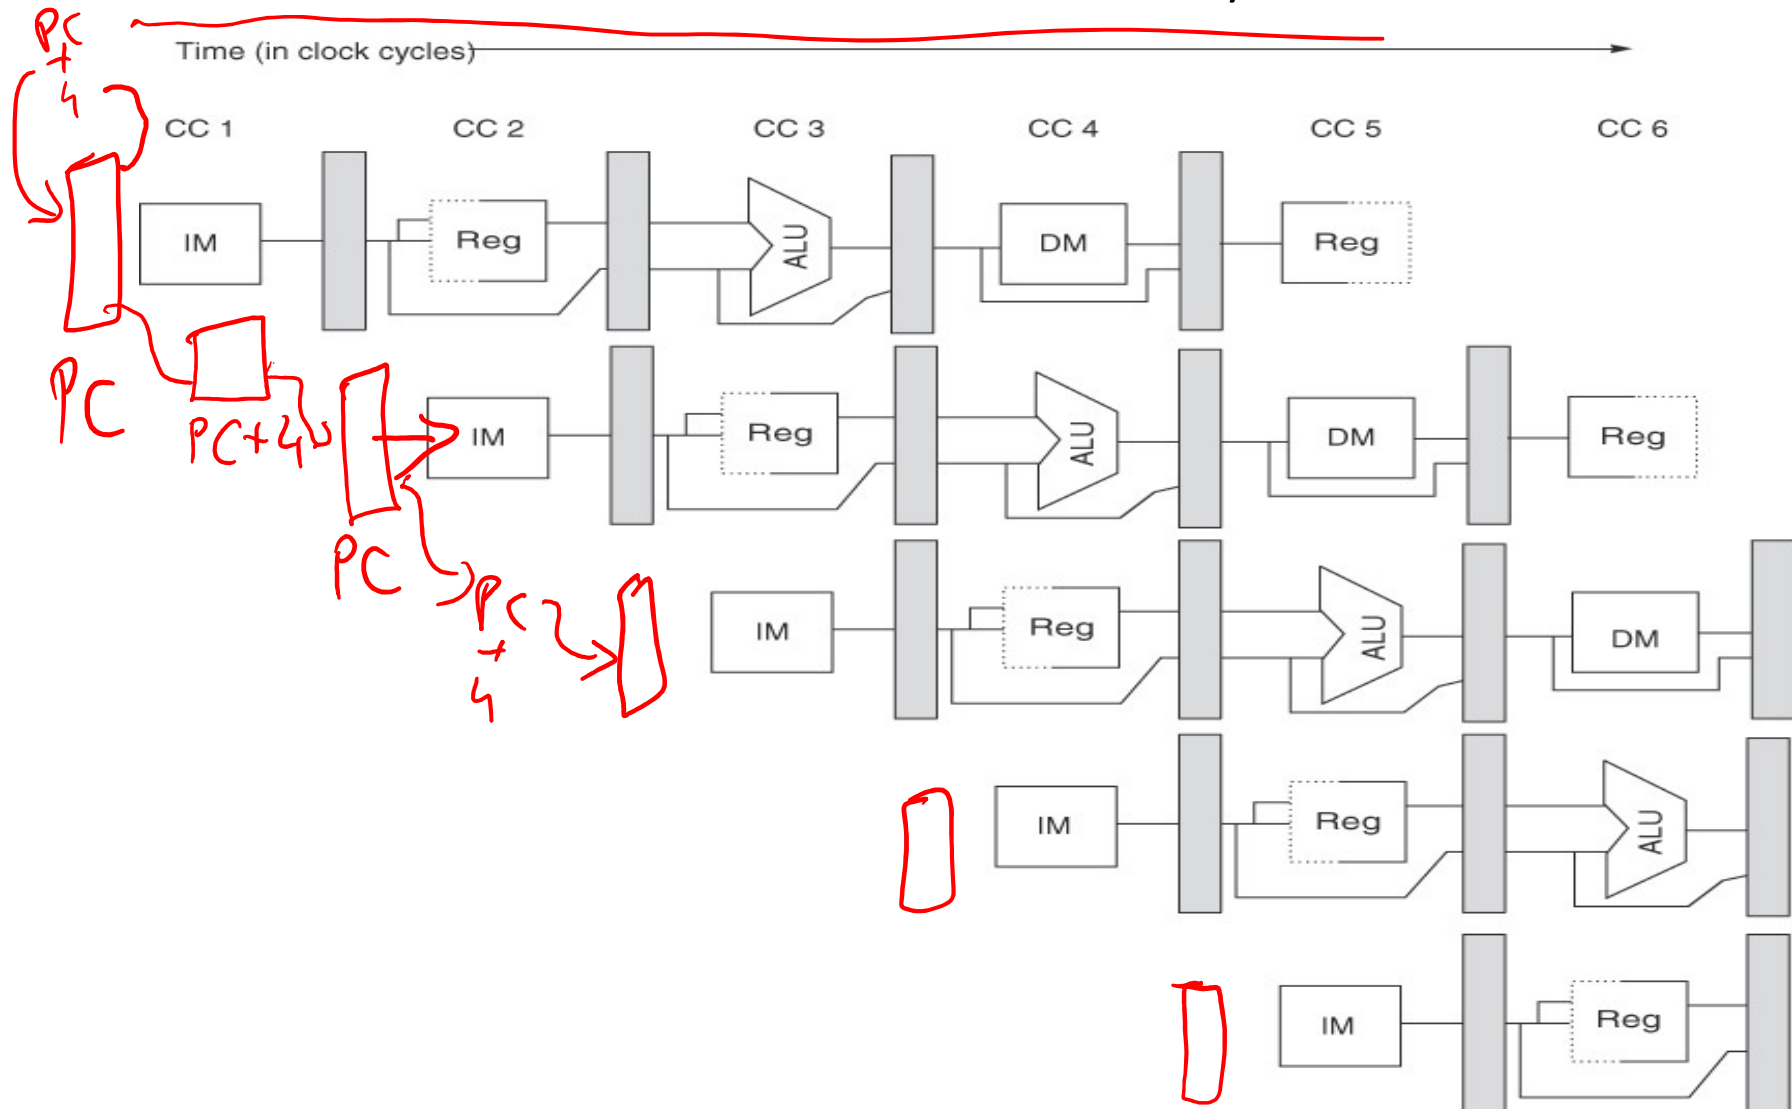 PC
+
4
Time (in clock cycles)
CC 1 CC 2 CC 3 CC 4 CC 5 CC 6
IM Reg ALU DM Reg
PC
PC+4
IM Reg ALU DM Reg
PC
PC
+
4
IM Reg ALU DM
IM Reg ALU
IM Reg